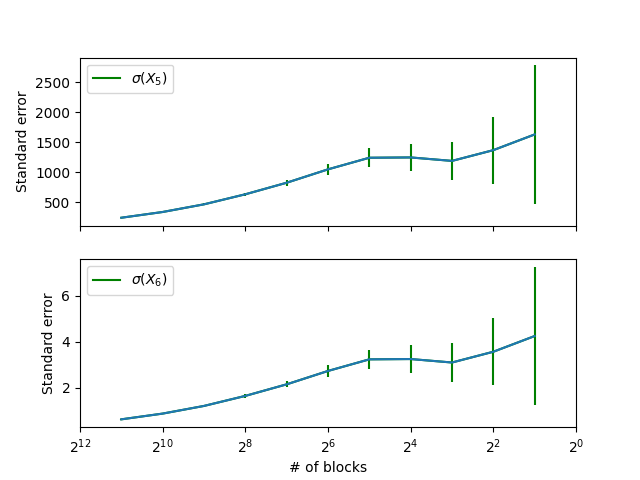 σ(X₅)
2500
2000
1500
1000
500
Standard error
σ(X₆)
6
4
2
Standard error
2¹² 2¹⁰ 2⁸ 2⁶ 2⁴ 2² 2⁰
# of blocks